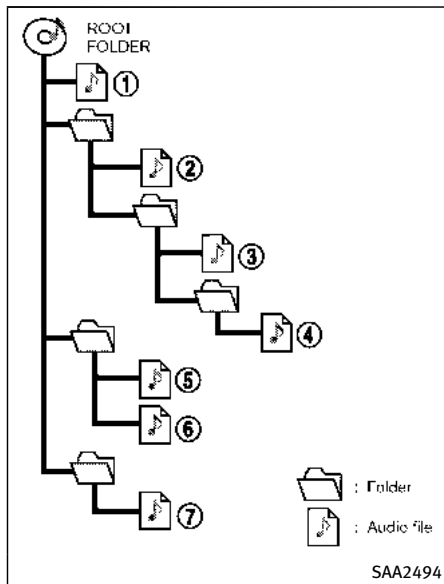 ROOT
FOLDER
①
②
③
④
⑤
⑥
⑦
: Folder
: Audio file
SAA2494